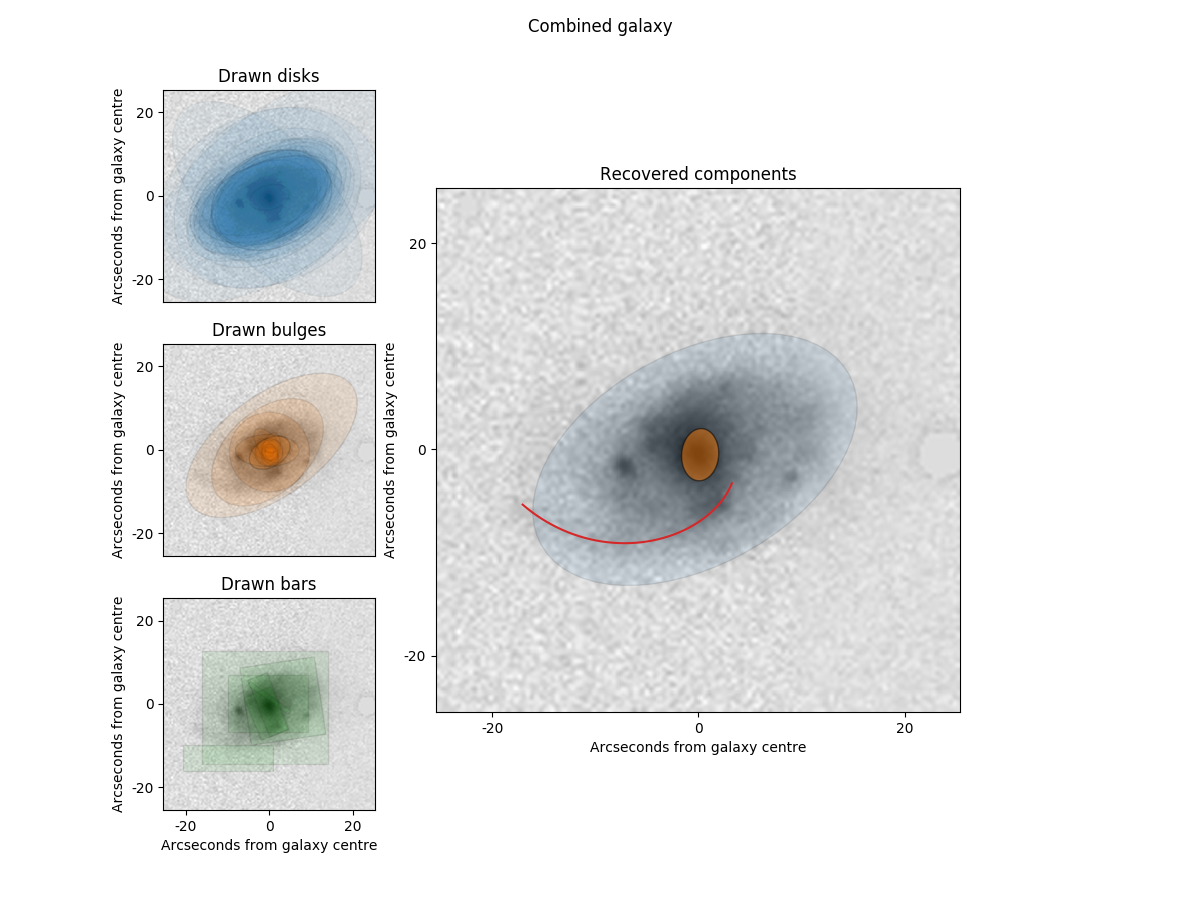 Combined galaxy
Drawn disks
Arcseconds from galaxy centre
20
0
-20
Drawn bulges
Arcseconds from galaxy centre
20
0
-20
Drawn bars
Arcseconds from galaxy centre
20
0
-20
-20 0 20
Arcseconds from galaxy centre
Recovered components
Arcseconds from galaxy centre
20
0
-20
-20 0 20
Arcseconds from galaxy centre